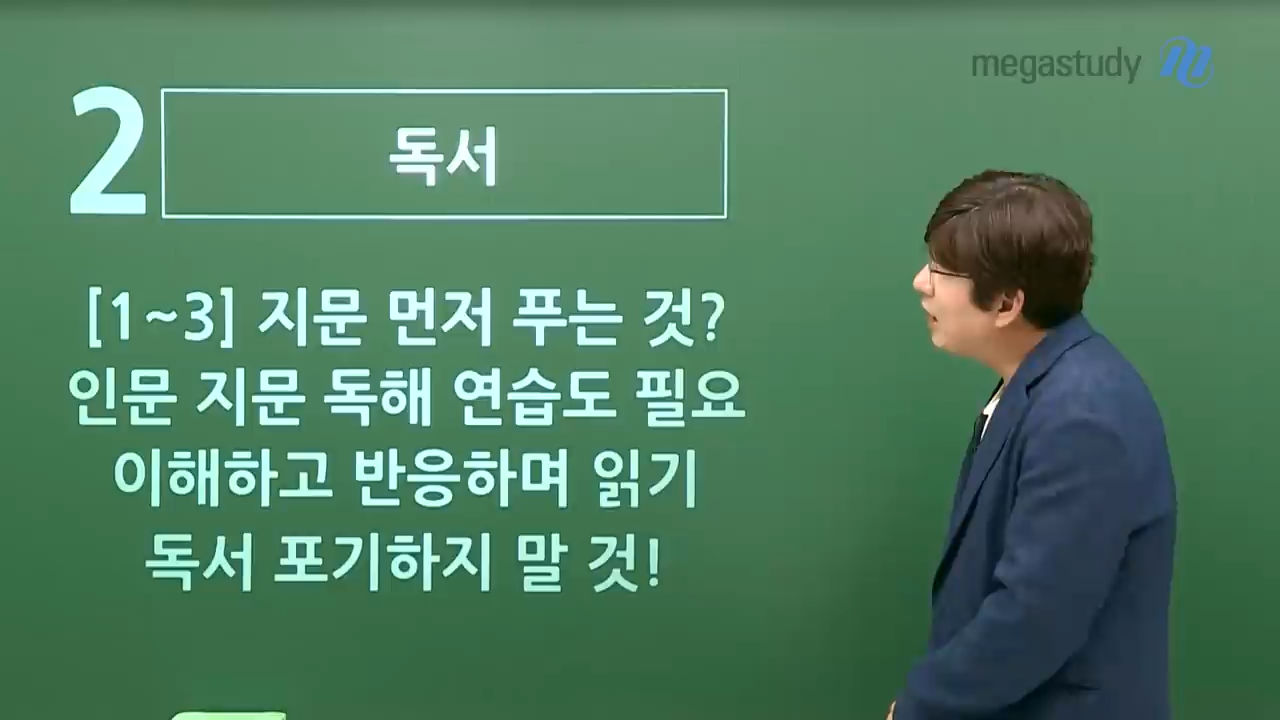 megastudy
2
독서
[1~3] 지문 먼저 푸는 것?
인문 지문 독해 연습도 필요
이해하고 반응하며 읽기
독서 포기하지 말 것!